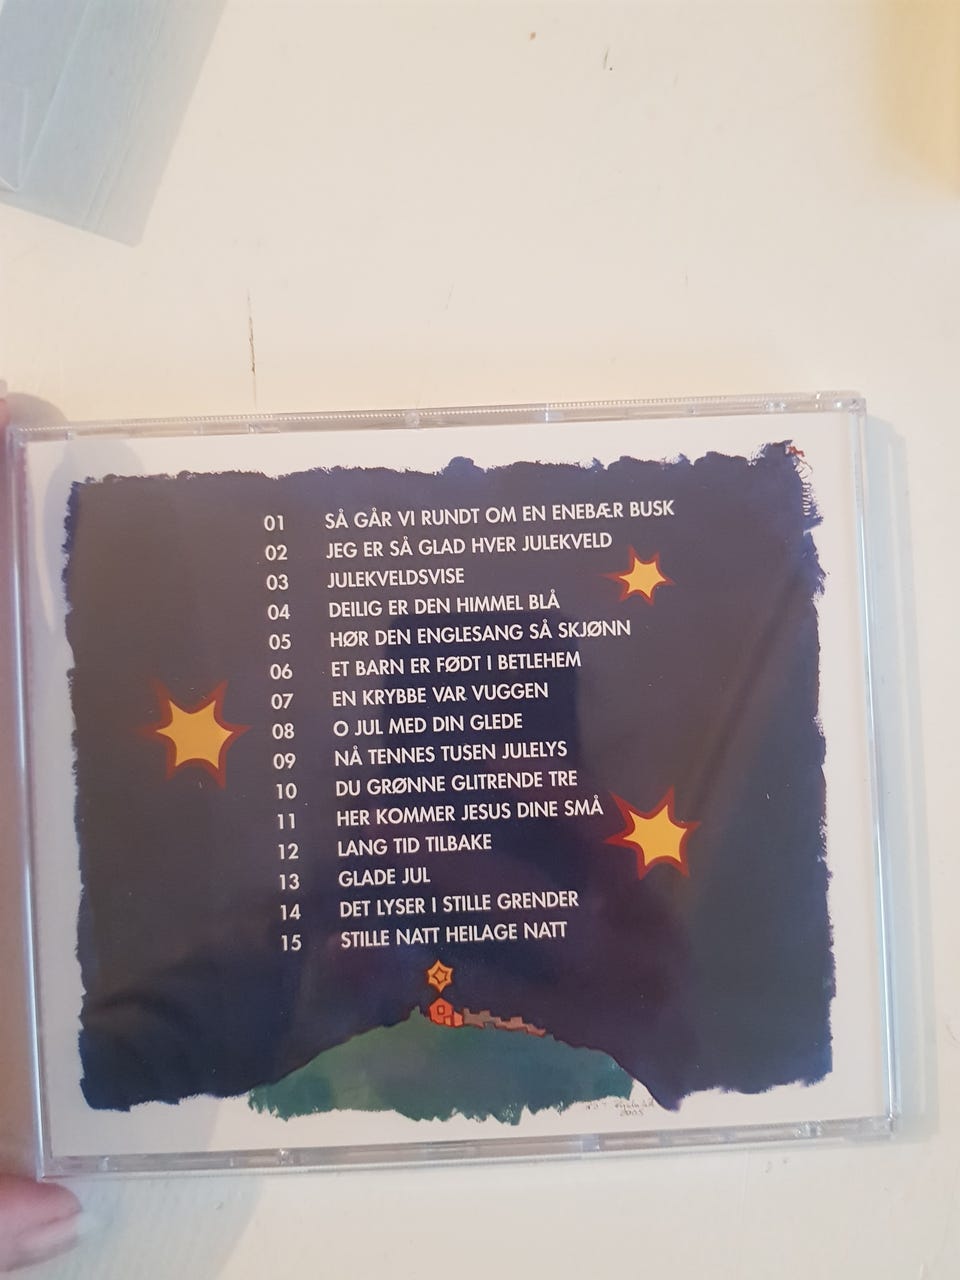 01 SÅ GÅR VI RUNDT OM EN ENEBÆR BUSK
02 JEG ER SÅ GLAD HVER JULEKVELD
03 JULEKVELDSVISE
04 DEILIG ER DEN HIMMEL BLÅ
05 HØR DEN ENGLESANG SÅ SKJØNN
06 ET BARN ER FØDT I BETLEHEM
07 EN KRYBBE VAR VUGGEN
08 O JUL MED DIN GLEDE
09 NÅ TENNES TUSEN JULELYS
10 DU GRØNNE GLITRENDE TRE
11 HER KOMMER JESUS DINE SMÅ
12 LANG TID TILBAKE
13 GLADE JUL
14 DET LYSER I STILLE GRENDER
15 STILLE NATT HEILAGE NATT
2005